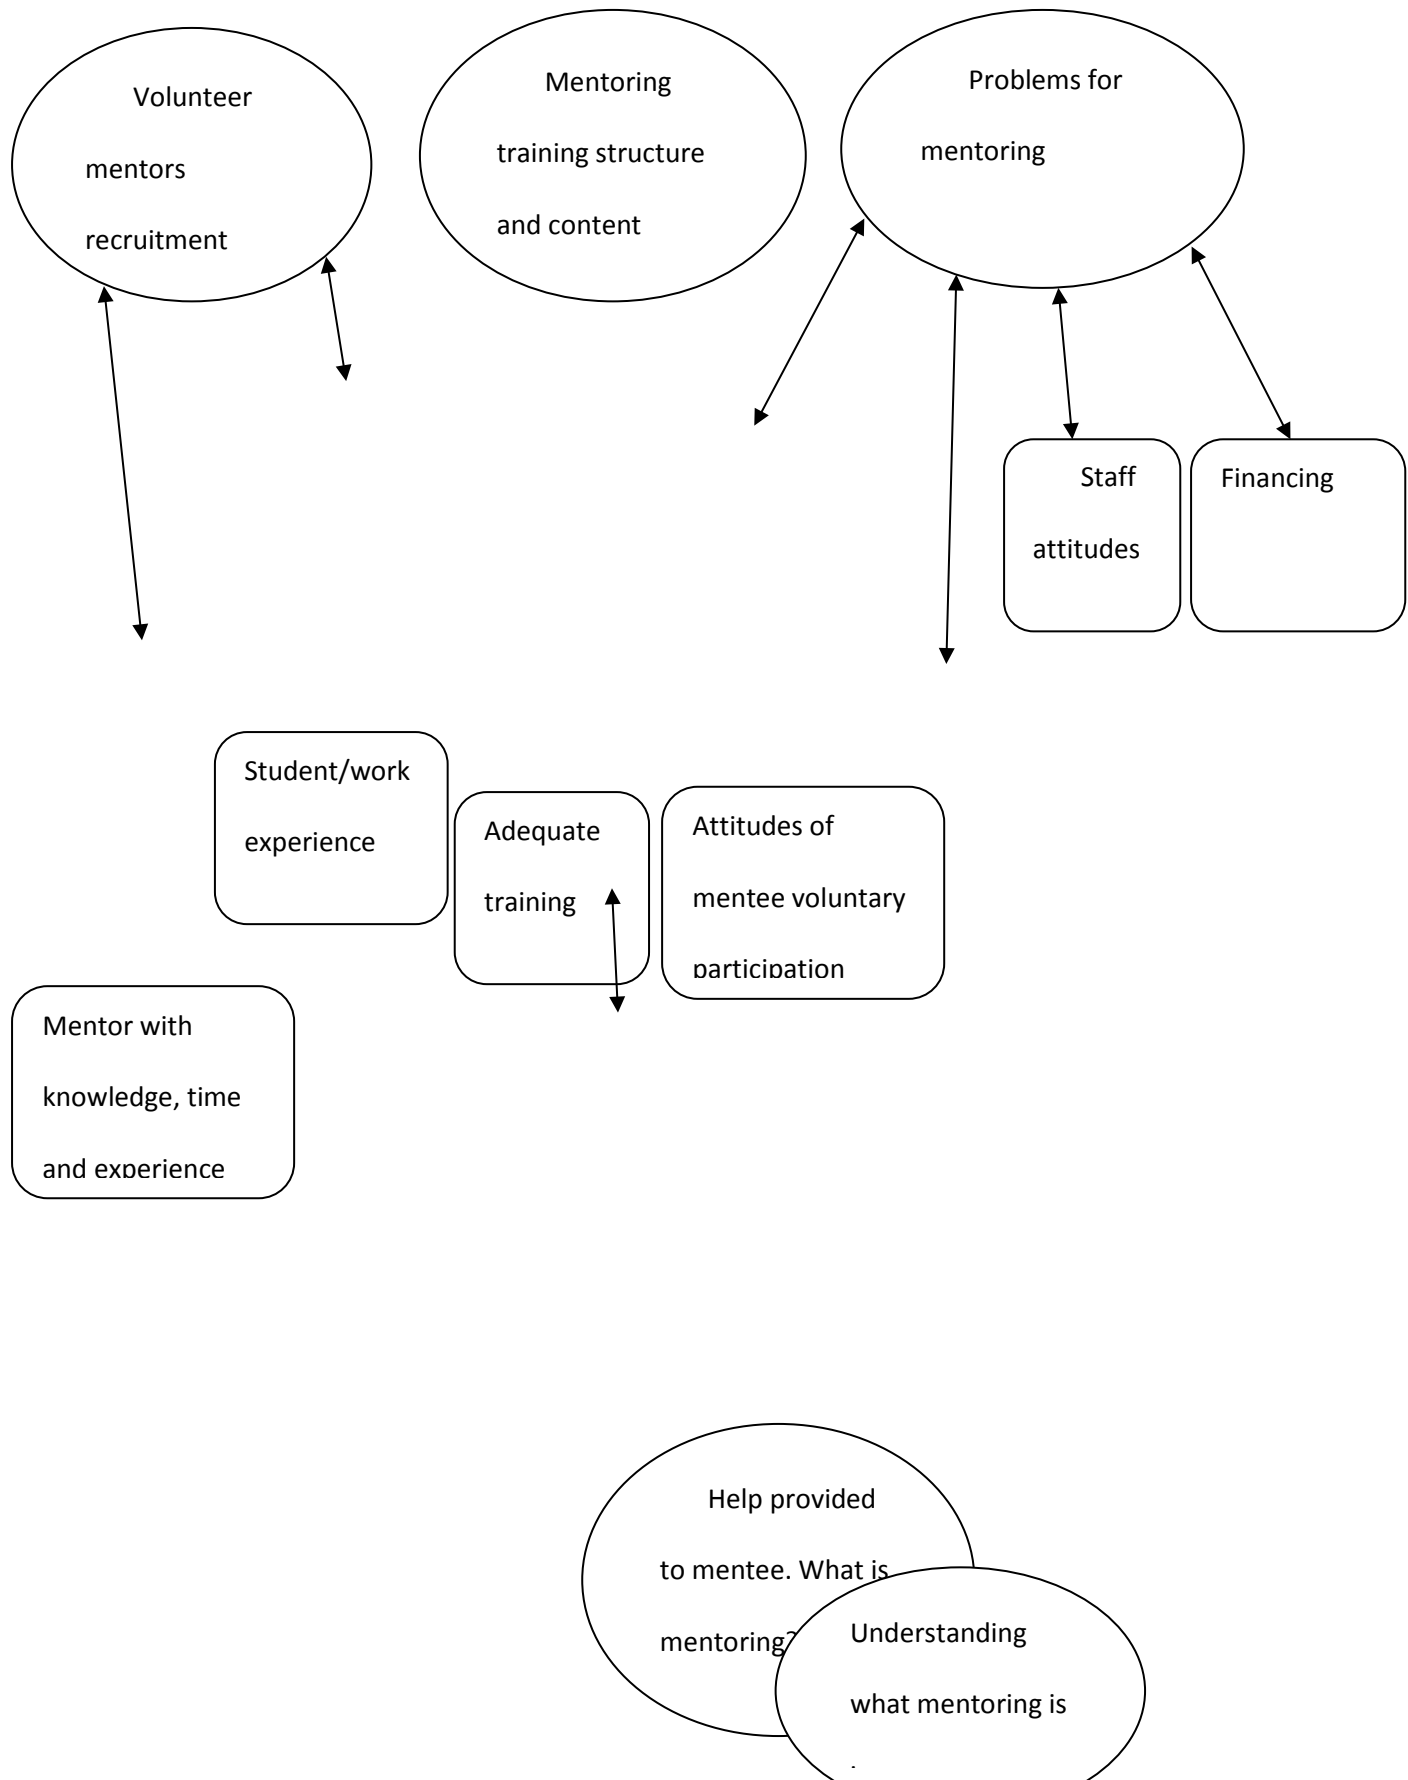 Volunteer
mentors
recruitment
Mentoring
training structure
and content
Problems for
mentoring
Staff
attitudes
Financing
Student/work
experience
Adequate
training
Attitudes of
mentee voluntary
participation
Mentor with
knowledge, time
and experience
Help provided
to mentee. What is
mentoring?
Understanding
what mentoring is